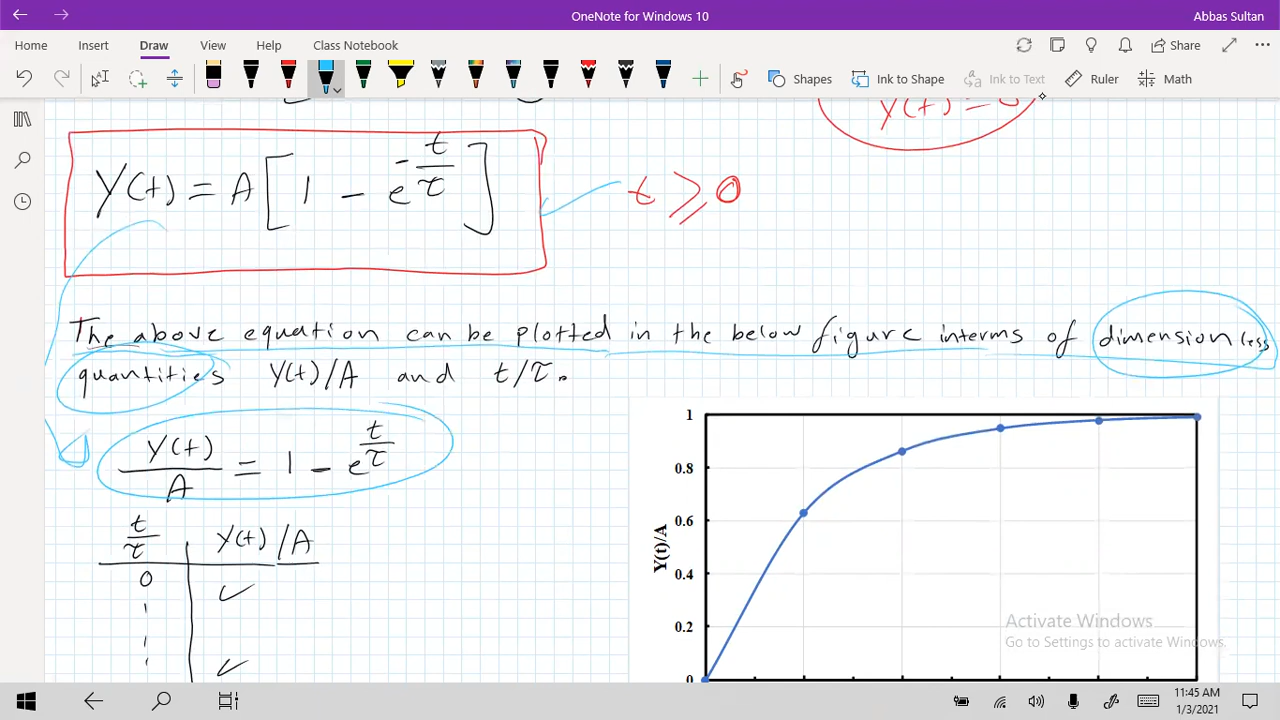 OneNote for Windows 10
Abbas Sultan
Home Insert Draw View Help Class Notebook
Share
Shapes Ink to Shape Ink to Text Ruler Math
Y(t) = 0
Y(t) = A [1 - e^-t/τ]
t ⩾ 0
The above equation can be plotted in the below figure interms of dimensionless
quantities Y(t)/A and t/τ.
Y(t)/A = 1 - e^t/τ
t/τ Y(t)/A
0 ✓
✓
1
0.8
0.6
0.4
0.2
0
Y(t)/A
Activate Windows
Go to Settings to activate Windows.
11:45 AM
1/3/2021